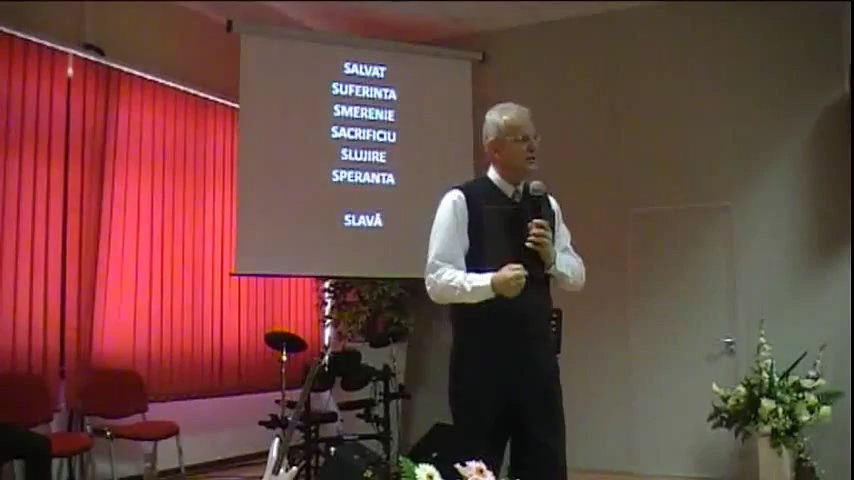 SALVAT
SUFERINTA
SMERENIE
SACRIFICIU
SLUJIRE
SPERANTA
SLAVĂ